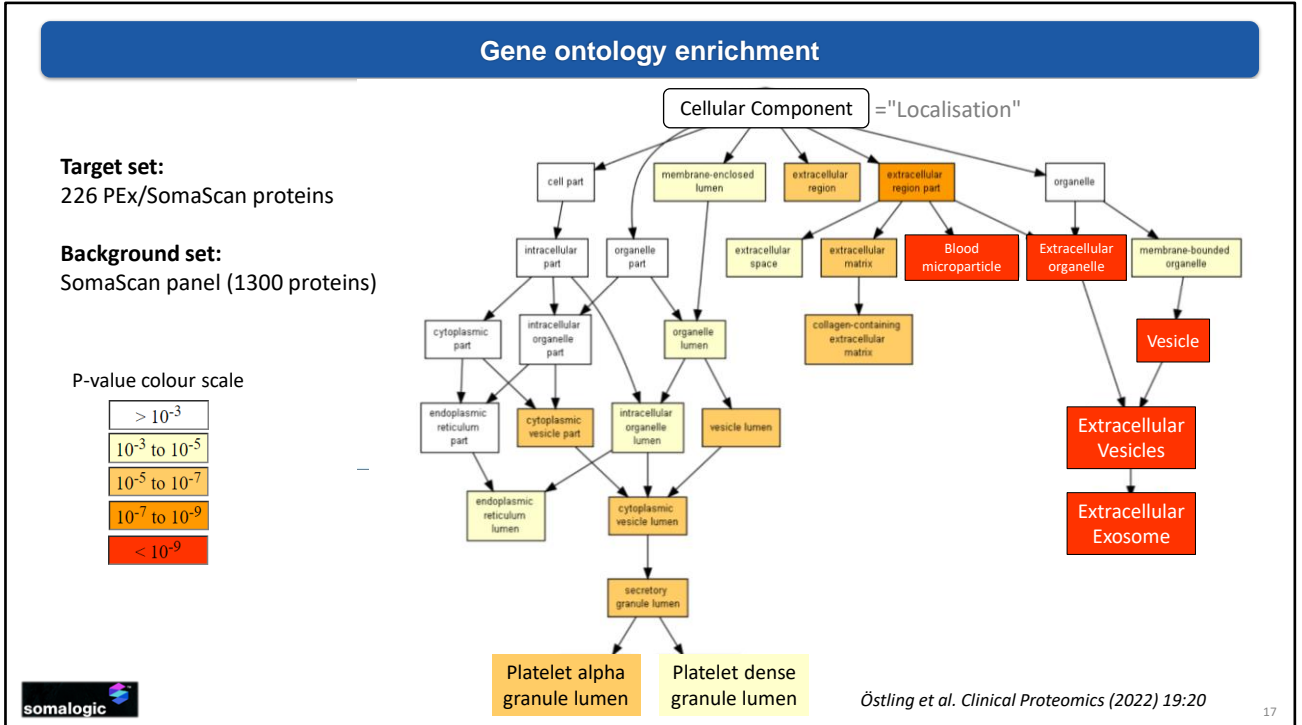 Gene ontology enrichment
Cellular Component
="Localisation"
Target set:
226 PEx/SomaScan proteins
Background set:
SomaScan panel (1300 proteins)
P-value colour scale
> 10-3
10-3 to 10-5
10-5 to 10-7
10-7 to 10-9
< 10-9
cell part
membrane-enclosed
lumen
extracellular
region
extracellular
region part
organelle
intracellular
part
organelle
part
extracellular
space
extracellular
matrix
Blood
microparticle
Extracellular
organelle
membrane-bounded
organelle
cytoplasmic
part
intracellular
organelle
part
organelle
lumen
collagen-containing
extracellular
matrix
Vesicle
endoplasmic
reticulum
part
cytoplasmic
vesicle part
intracellular
organelle
lumen
vesicle lumen
Extracellular
Vesicles
endoplasmic
reticulum
lumen
cytoplasmic
vesicle lumen
Extracellular
Exosome
secretory
granule lumen
Platelet alpha
granule lumen
Platelet dense
granule lumen
somalogic
Östling et al. Clinical Proteomics (2022) 19:20
17